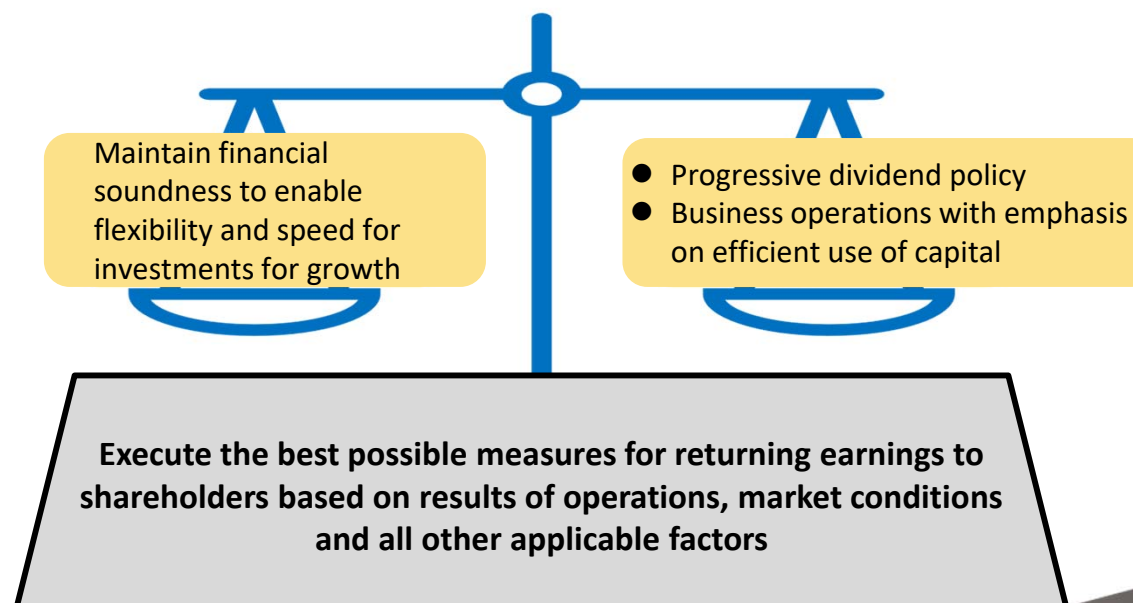 Maintain financial
soundness to enable
flexibility and speed for
investments for growth
● Progressive dividend policy
● Business operations with emphasis
on efficient use of capital
Execute the best possible measures for returning earnings to
shareholders based on results of operations, market conditions
and all other applicable factors